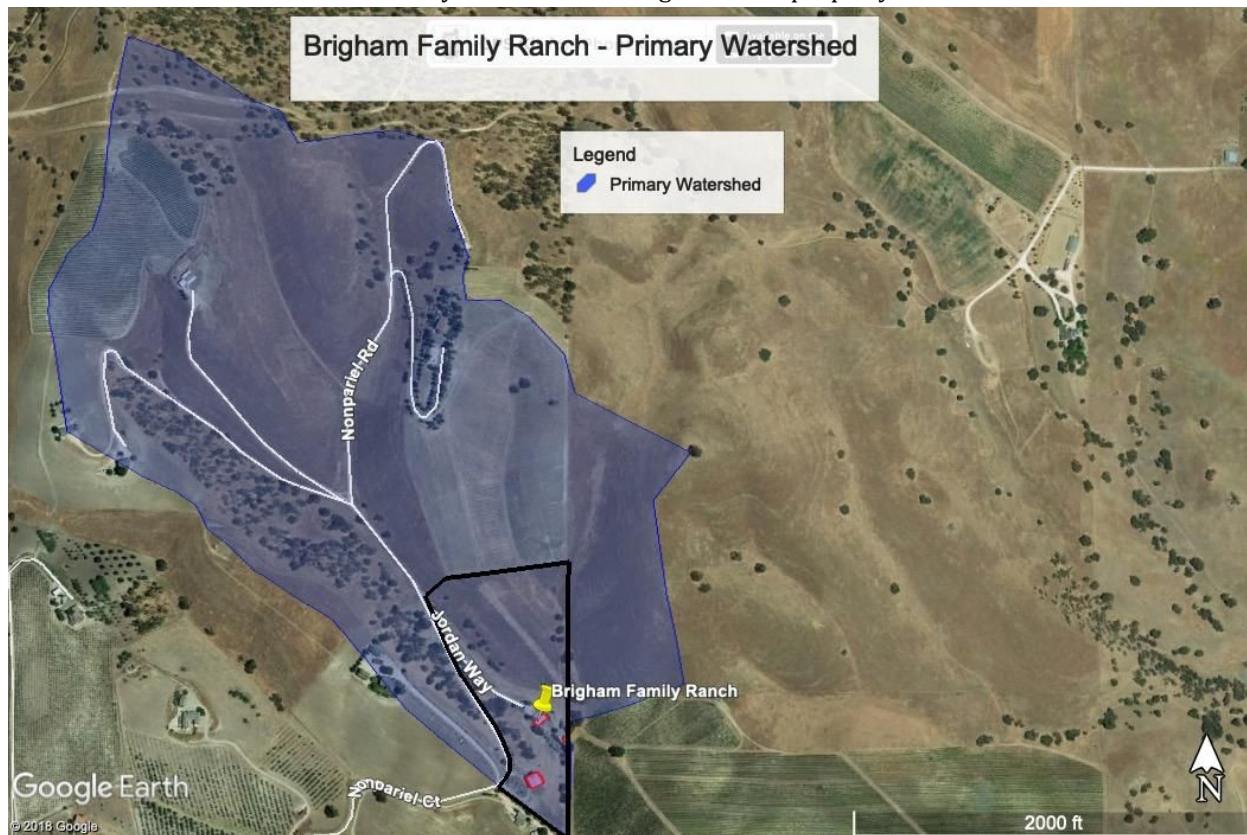 Brigham Family Ranch - Primary Watershed
Legend
Primary Watershed
Nonpariel-Rd
Jordan-Way
Brigham Family Ranch
Nonpariel-Ct
Google Earth
© 2018 Google
N
2000 ft